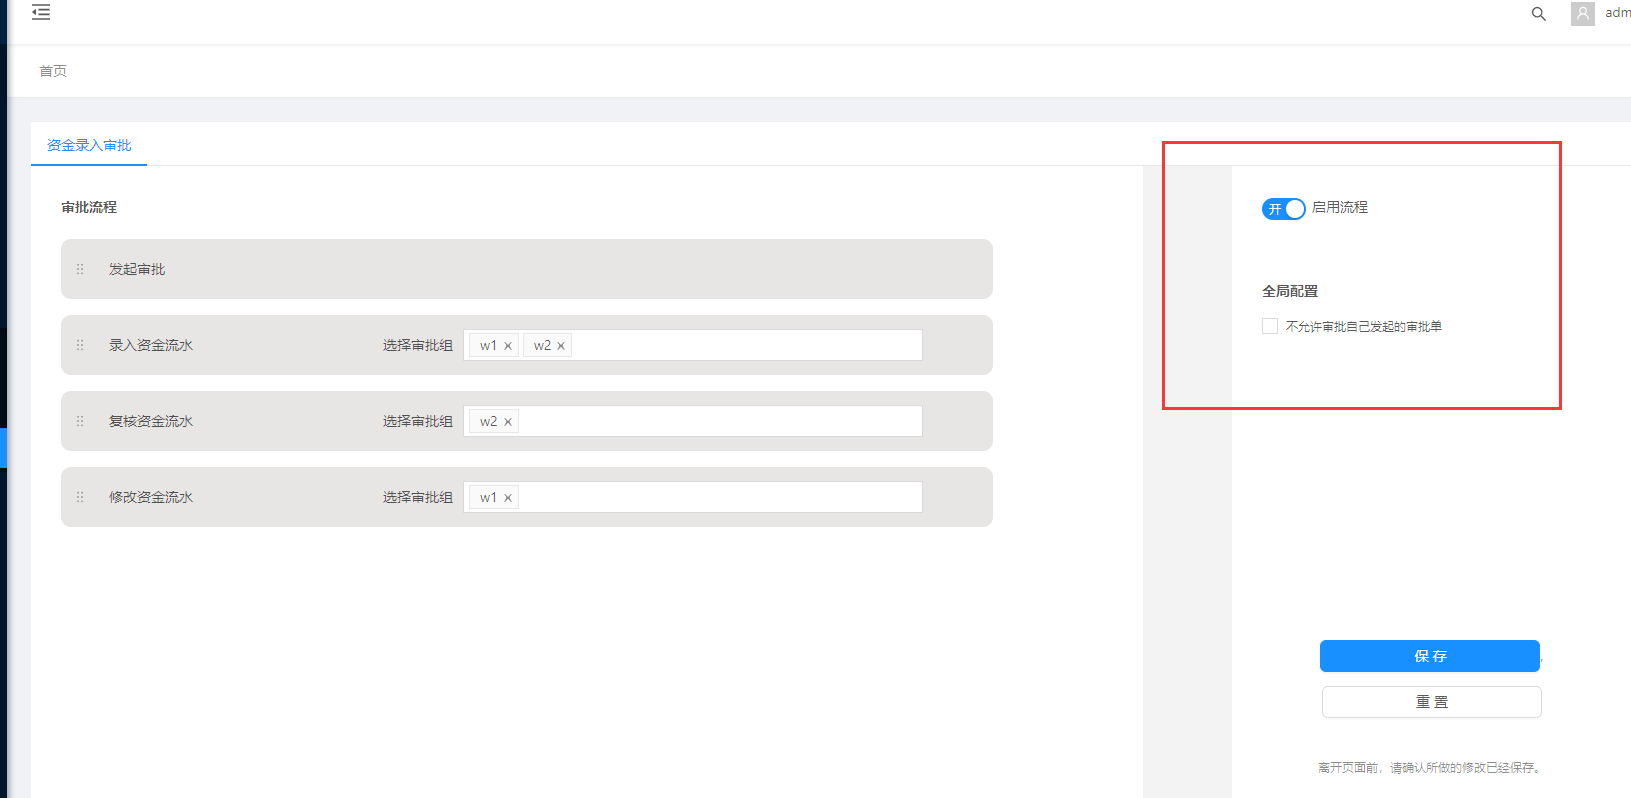 adm
首页
资金录入审批
审批流程
发起审批
录入资金流水 选择审批组 w1 × w2 ×
复核资金流水 选择审批组 w2 ×
修改资金流水 选择审批组 w1 ×
开 启用流程
全局配置
不允许审批自己发起的审批单
保 存
,
重 置
离开页面前，请确认所做的修改已经保存。